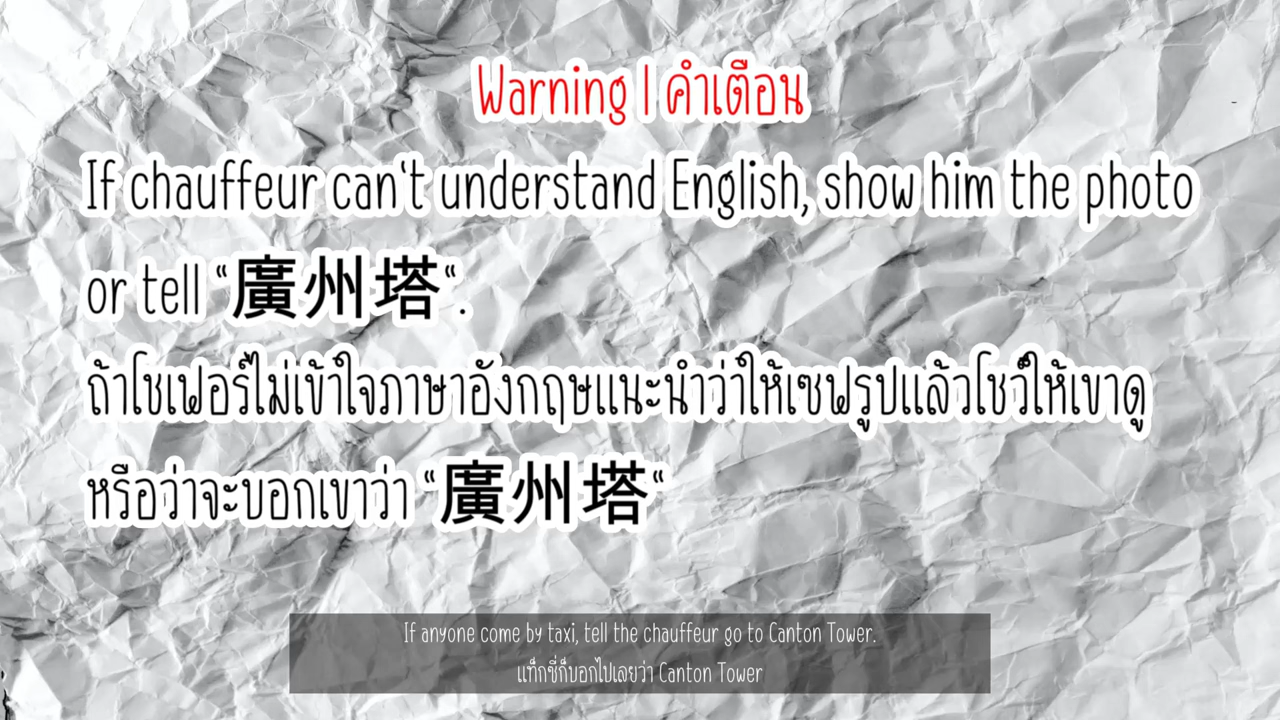 Warning | คำเตือน
If chauffeur can't understand English, show him the photo
or tell “廣州塔“.
ถ้าโชเฟอร์ไม่เข้าใจภาษาอังกฤษแนะนำว่าให้เซฟรูปแล้วโชว์ให้เขาดู
หรือว่าจะบอกเขาว่า “廣州塔“
If anyone come by taxi, tell the chauffeur go to Canton Tower.
แท็กซี่ก็บอกไปเลยว่า Canton Tower